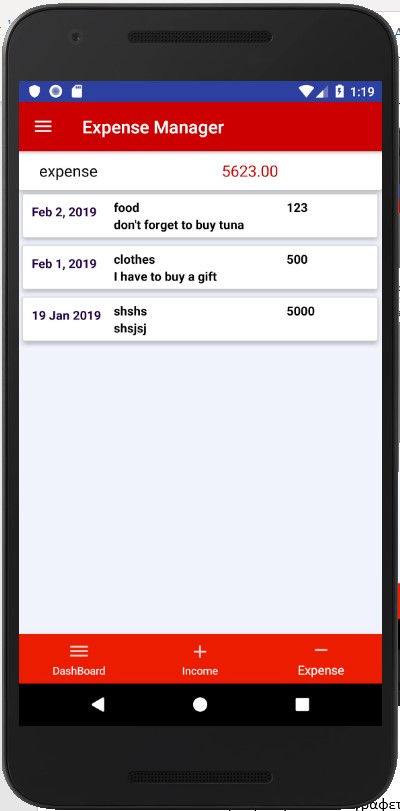 1:19
Expense Manager
expense 5623.00
Feb 2, 2019 food 123
don't forget to buy tuna
Feb 1, 2019 clothes 500
I have to buy a gift
19 Jan 2019 shshs 5000
shsjsj
DashBoard Income Expense